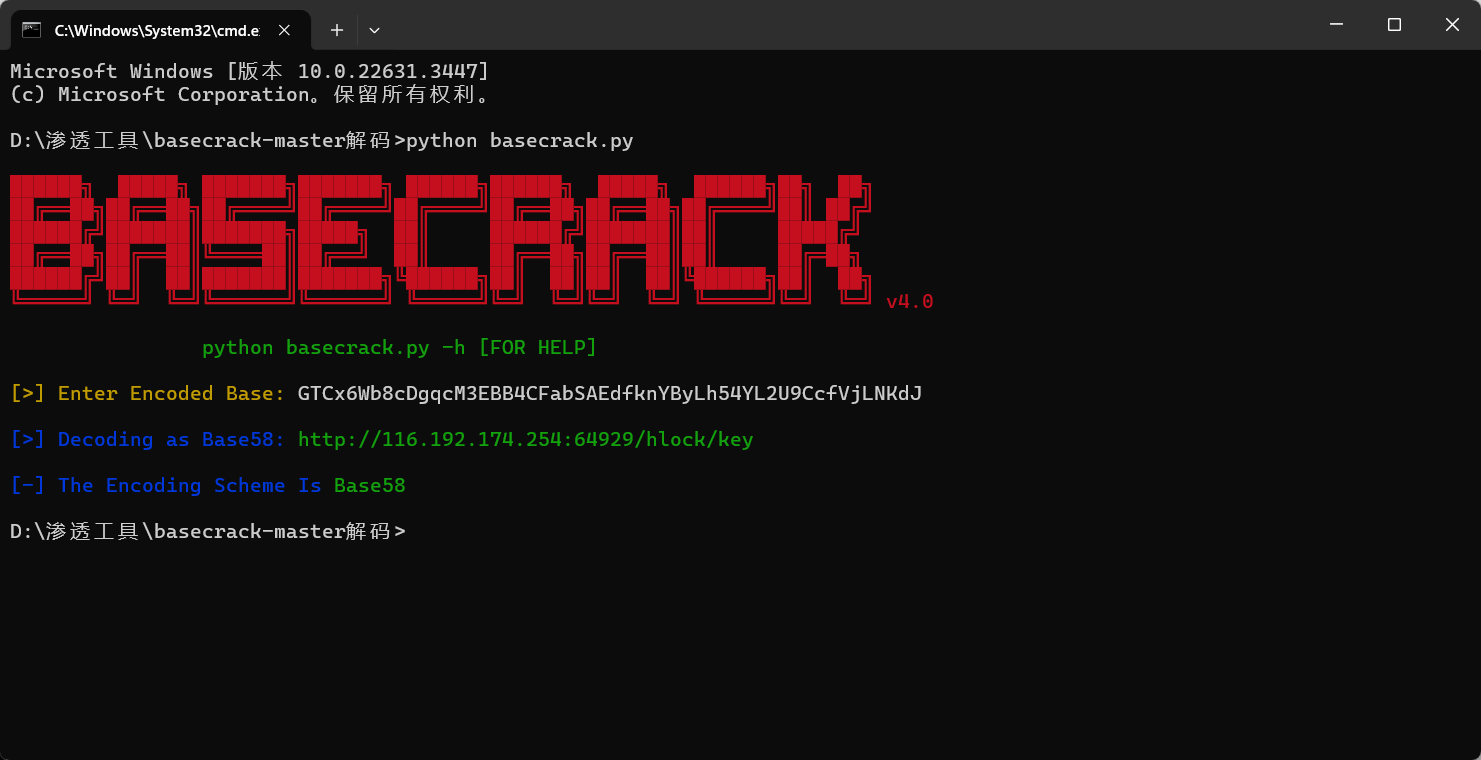 C:\Windows\System32\cmd.e
Microsoft Windows [版本 10.0.22631.3447]
(c) Microsoft Corporation。保留所有权利。
D:\渗透工具\basecrack-master解码>python basecrack.py
BASECRACK v4.0
python basecrack.py -h [FOR HELP]
[>] Enter Encoded Base: GTCx6Wb8cDgqcM3EBB4CFabSAEdfknYByLh54YL2U9CcfVjLNKdJ
[>] Decoding as Base58: http://116.192.174.254:64929/hlock/key
[-] The Encoding Scheme Is Base58
D:\渗透工具\basecrack-master解码>